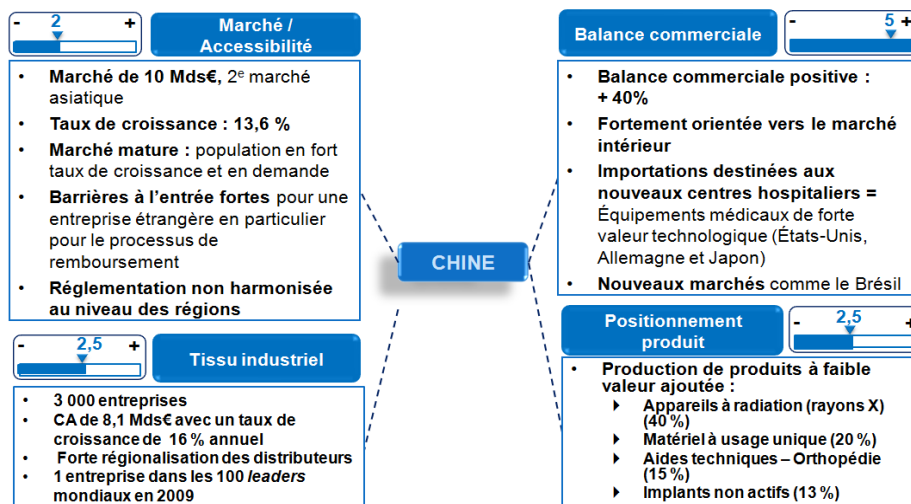 - 2 +
Marché /
Accessibilité
• Marché de 10 Mds€, 2e marché
asiatique
• Taux de croissance : 13,6 %
• Marché mature : population en fort
taux de croissance et en demande
• Barrières à l'entrée fortes pour une
entreprise étrangère en particulier
pour le processus de
remboursement
• Réglementation non harmonisée
au niveau des régions
Balance commerciale
- 5 +
• Balance commerciale positive :
+ 40%
• Fortement orientée vers le marché
intérieur
• Importations destinées aux
nouveaux centres hospitaliers =
Équipements médicaux de forte
valeur technologique (États-Unis,
Allemagne et Japon)
• Nouveaux marchés comme le Brésil
CHINE
- 2,5 +
Tissu industriel
• 3 000 entreprises
• CA de 8,1 Mds€ avec un taux de
croissance de 16 % annuel
• Forte régionalisation des distributeurs
• 1 entreprise dans les 100 leaders
mondiaux en 2009
Positionnement
produit
- 2,5 +
• Production de produits à faible
valeur ajoutée :
Appareils à radiation (rayons X)
(40 %)
Matériel à usage unique (20 %)
Aides techniques – Orthopédie
(15 %)
Implants non actifs (13 %)